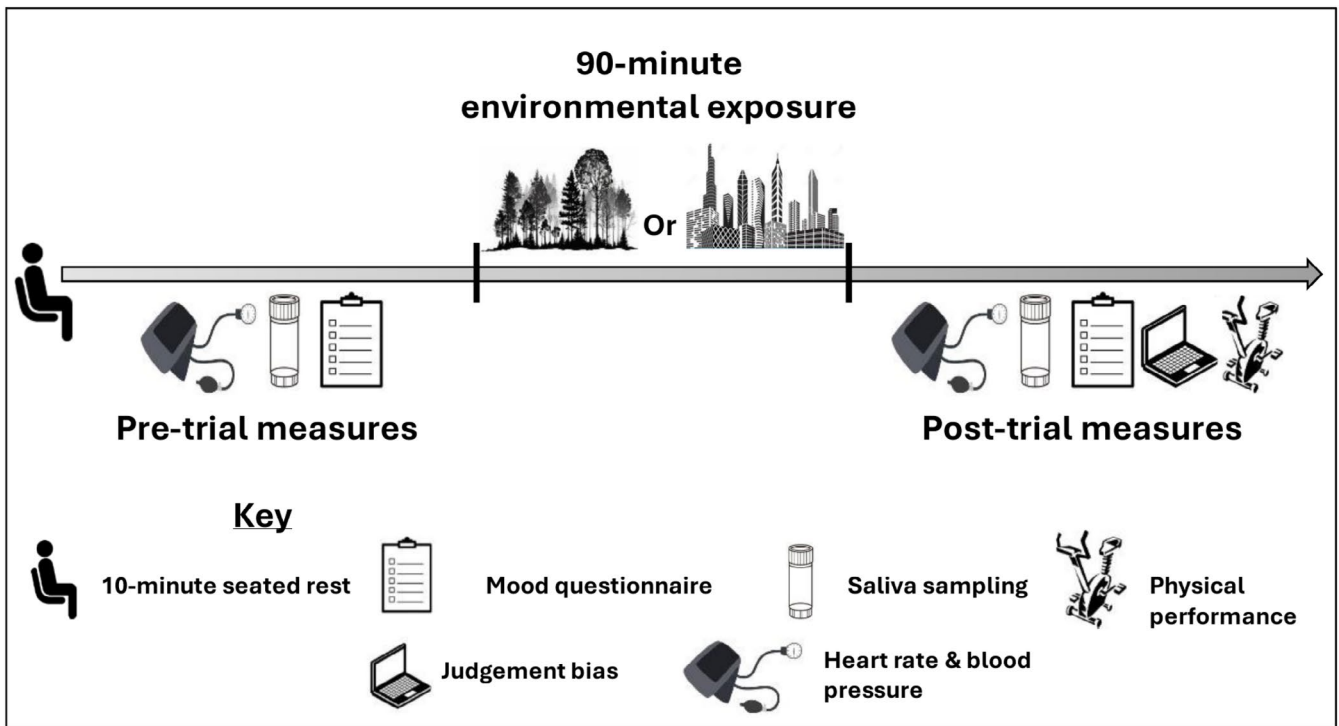 90-minute
environmental exposure
Or
Pre-trial measures
Post-trial measures
Key
10-minute seated rest
Mood questionnaire
Saliva sampling
Physical
performance
Judgement bias
Heart rate & blood
pressure